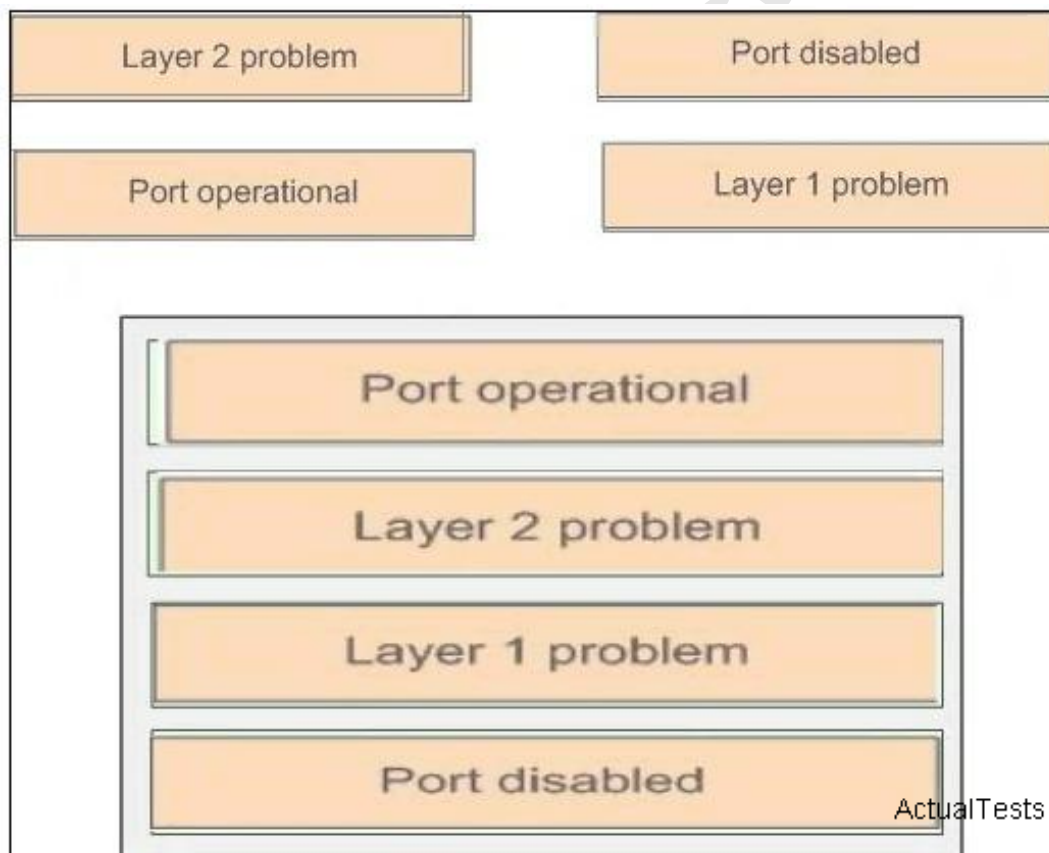 Layer 2 problem
Port disabled
Port operational
Layer 1 problem
Port operational
Layer 2 problem
Layer 1 problem
Port disabled
ActualTests